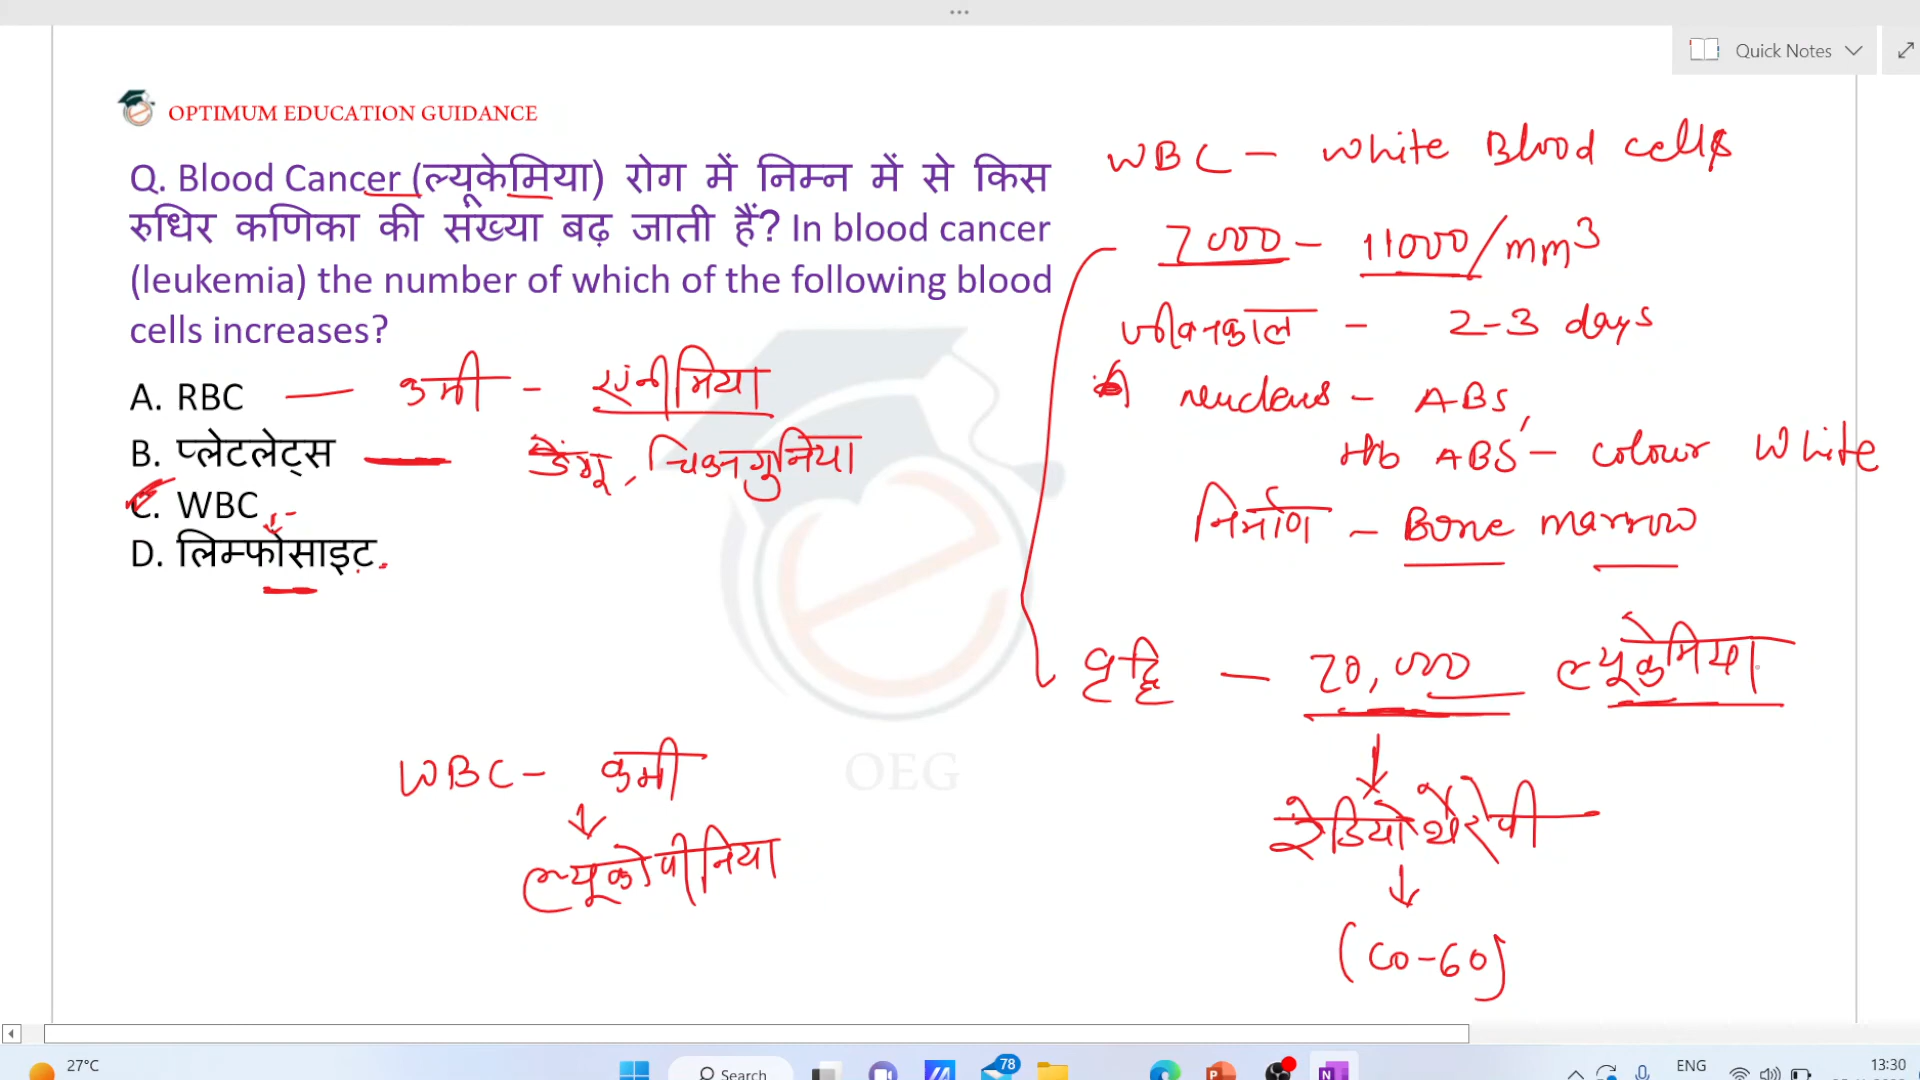 Quick Notes
OPTIMUM EDUCATION GUIDANCE
Q. Blood Cancer (ल्यूकेमिया) रोग में निम्न में से किस
रुधिर कणिका की संख्या बढ़ जाती हैं? In blood cancer
(leukemia) the number of which of the following blood
cells increases?
A. RBC — कमी - एनीमिया
B. प्लेटलेट्स — डेंगू, चिकनगुनिया
C. WBC
D. लिम्फोसाइट
WBC - कमी
↓
ल्यूकोपीनिया
WBC - White Blood cells
7000 - 11000/mm³
जीवनकाल - 2-3 days
nucleus - ABS,
Hb ABS - colour White
निर्माण - Bone marrow
वृद्धि - 20,000 ल्यूकेमिया
↓
रेडियोथेरेपी
↓
(Co-60)
OEG
27°C
Search
78
ENG
13:30